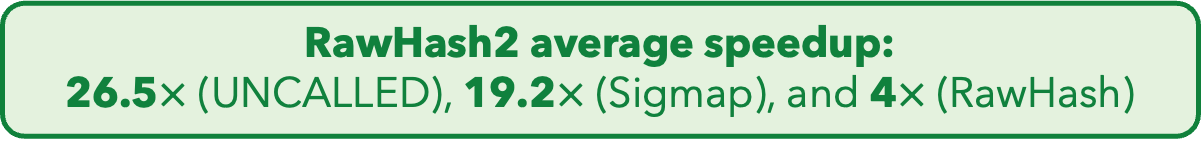 RawHash2 average speedup:
26.5× (UNCALLED), 19.2× (Sigmap), and 4× (RawHash)